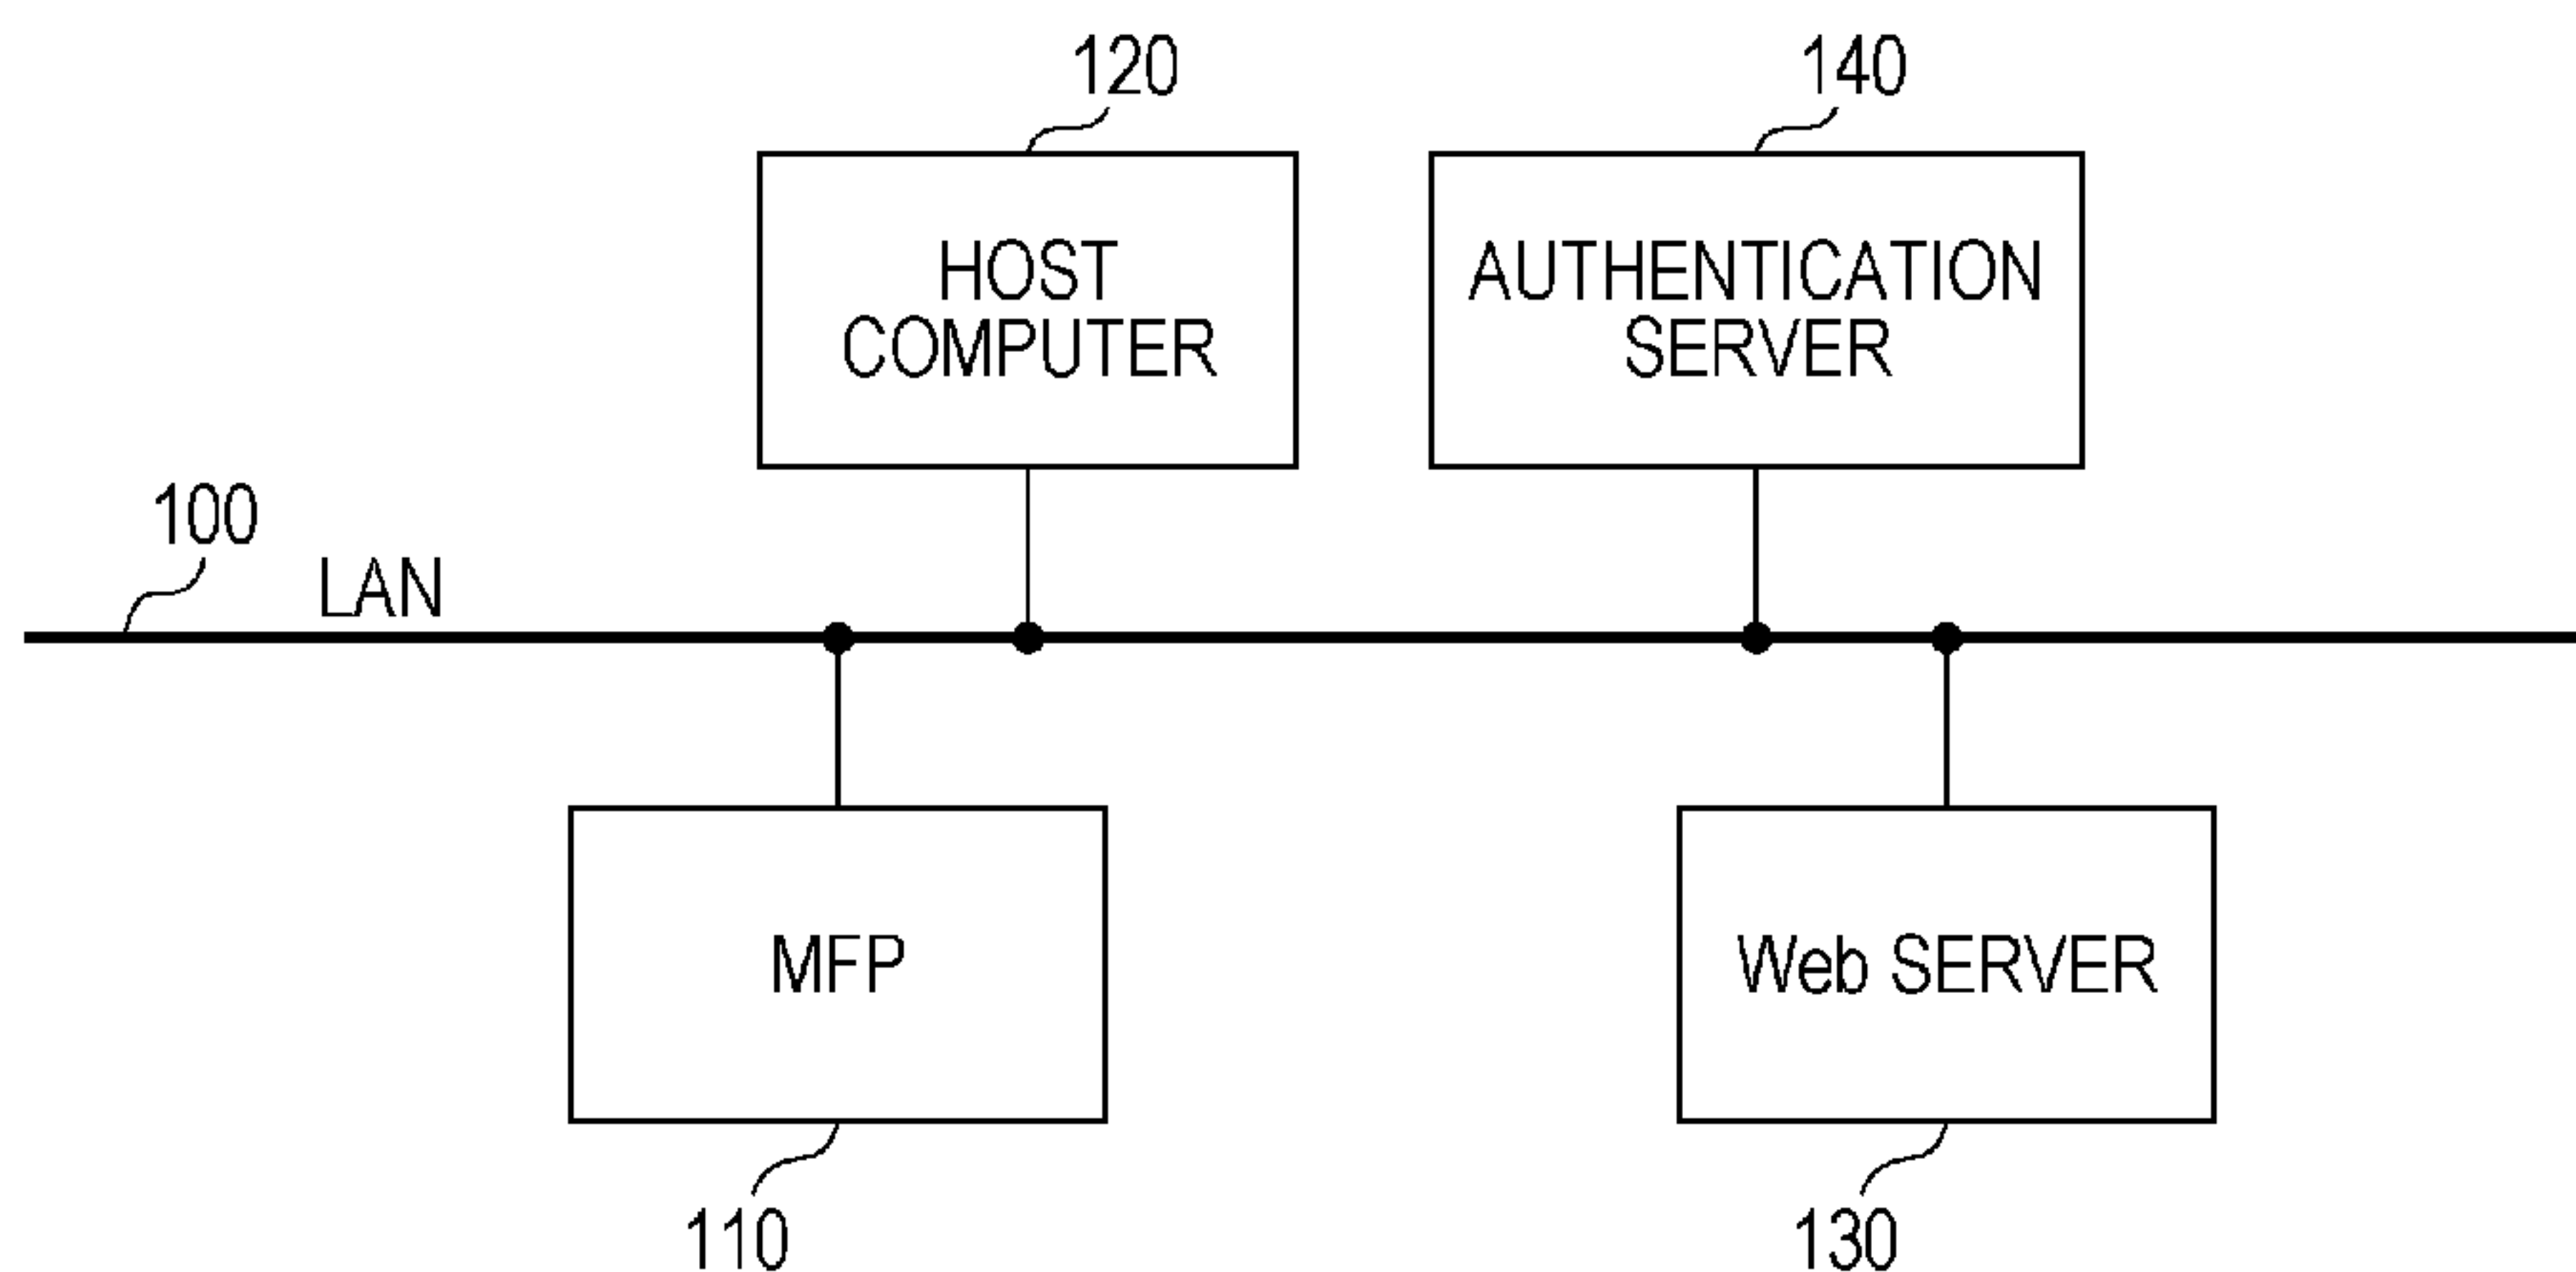 120
140
HOST
COMPUTER
AUTHENTICATION
SERVER
100
LAN
MFP
Web SERVER
110
130